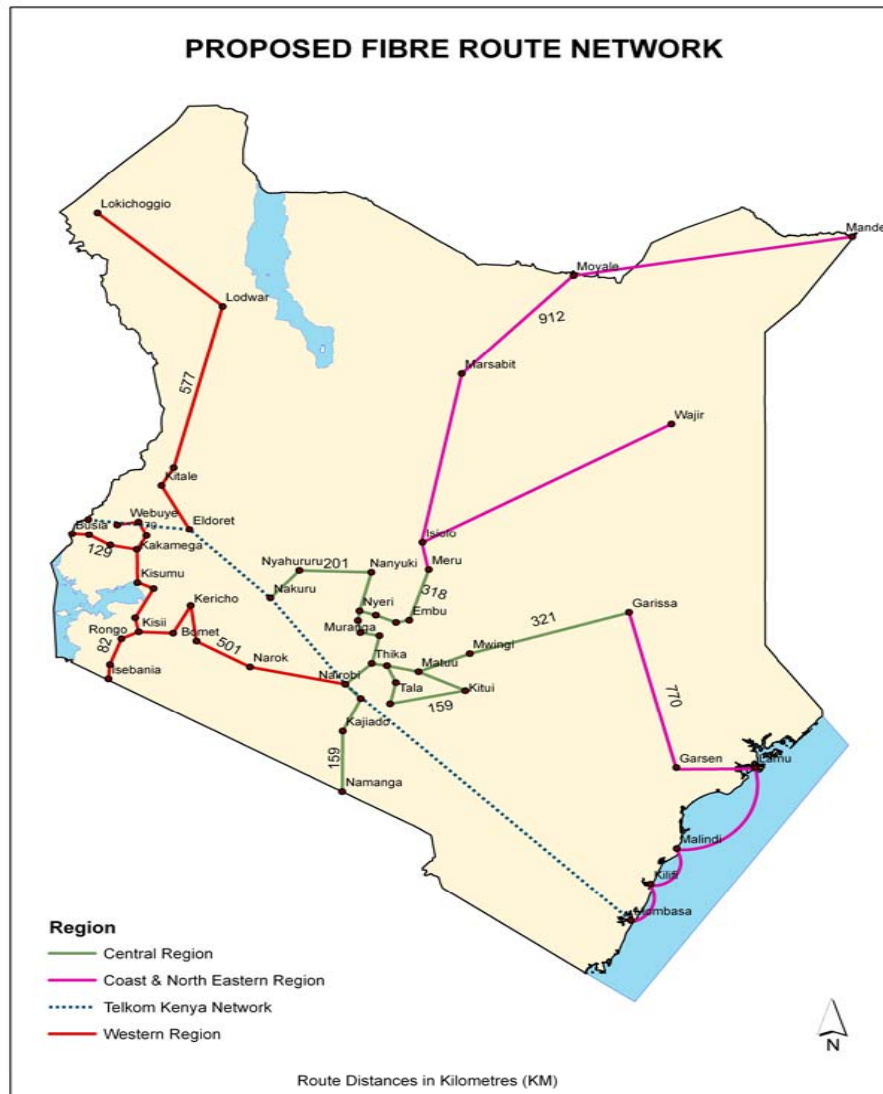 PROPOSED FIBRE ROUTE NETWORK
Lokichoggio
Mande
Moyale
Lodwar
912
Marsabit
577
Wajir
Kitale
Webuye
Eldoret
Busia
Isiolo
129
Kakamega
Nyahururu
201
Nanyuki
Meru
Kisumu
Nakuru
318
Kericho
Nyeri
Embu
Garissa
321
Muranga
Rongo
Kisii
Bomet
Mwingi
82
501
Narok
Thika
Matuu
Isebania
Nairobi
Tala
Kitui
159
770
Kajiado
159
Garsen
Lamu
Namanga
Malindi
Kilifi
Mombasa
Region
Central Region
Coast & North Eastern Region
Telkom Kenya Network
Western Region
N
Route Distances in Kilometres (KM)